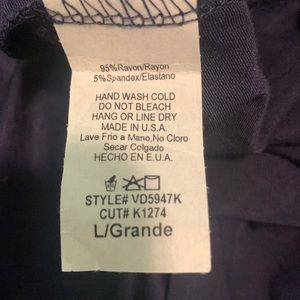 95%Rayon/Rayon
5%Spandex/Elastano
HAND WASH COLD
DO NOT BLEACH
HANG OR LINE DRY
MADE IN U.S.A.
Lave Frio a Mano,No Cloro
Secar Colgado
HECHO EN E.U.A.
STYLE# VD5947K
CUT# K1274
L/Grande